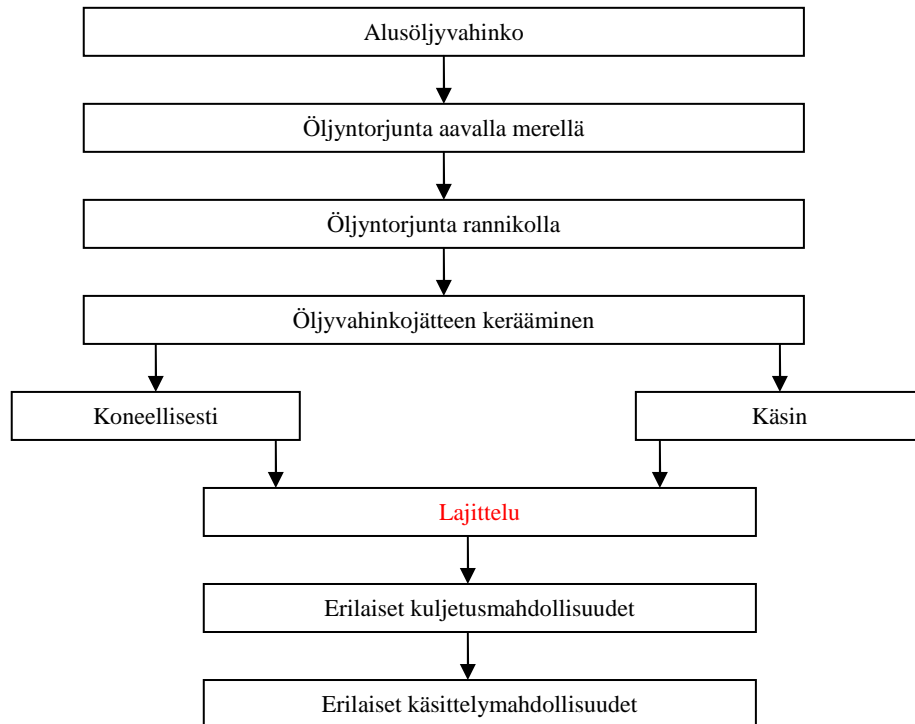 Alusöljyvahinko
Öljyntorjunta aavalla merellä
Öljyntorjunta rannikolla
Öljyvahinkojätteen kerääminen
Koneellisesti
Käsin
Lajittelu
Erilaiset kuljetusmahdollisuudet
Erilaiset käsittelymahdollisuudet